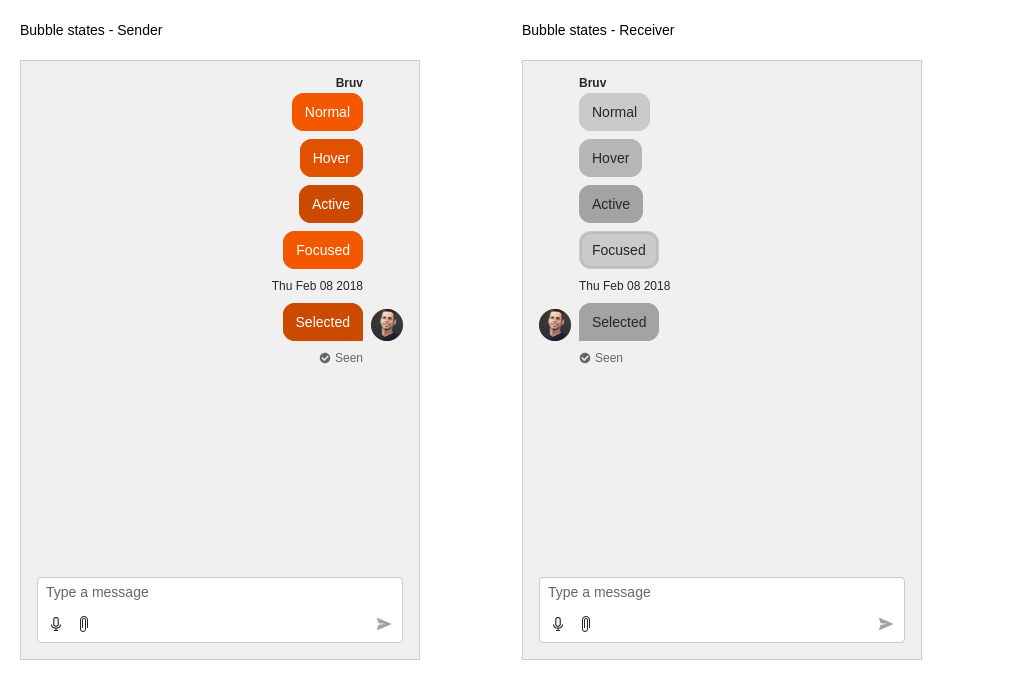 Bubble states - Sender
Bruv
Normal
Hover
Active
Focused
Thu Feb 08 2018
Selected
Seen
Type a message
Bubble states - Receiver
Bruv
Normal
Hover
Active
Focused
Thu Feb 08 2018
Selected
Seen
Type a message